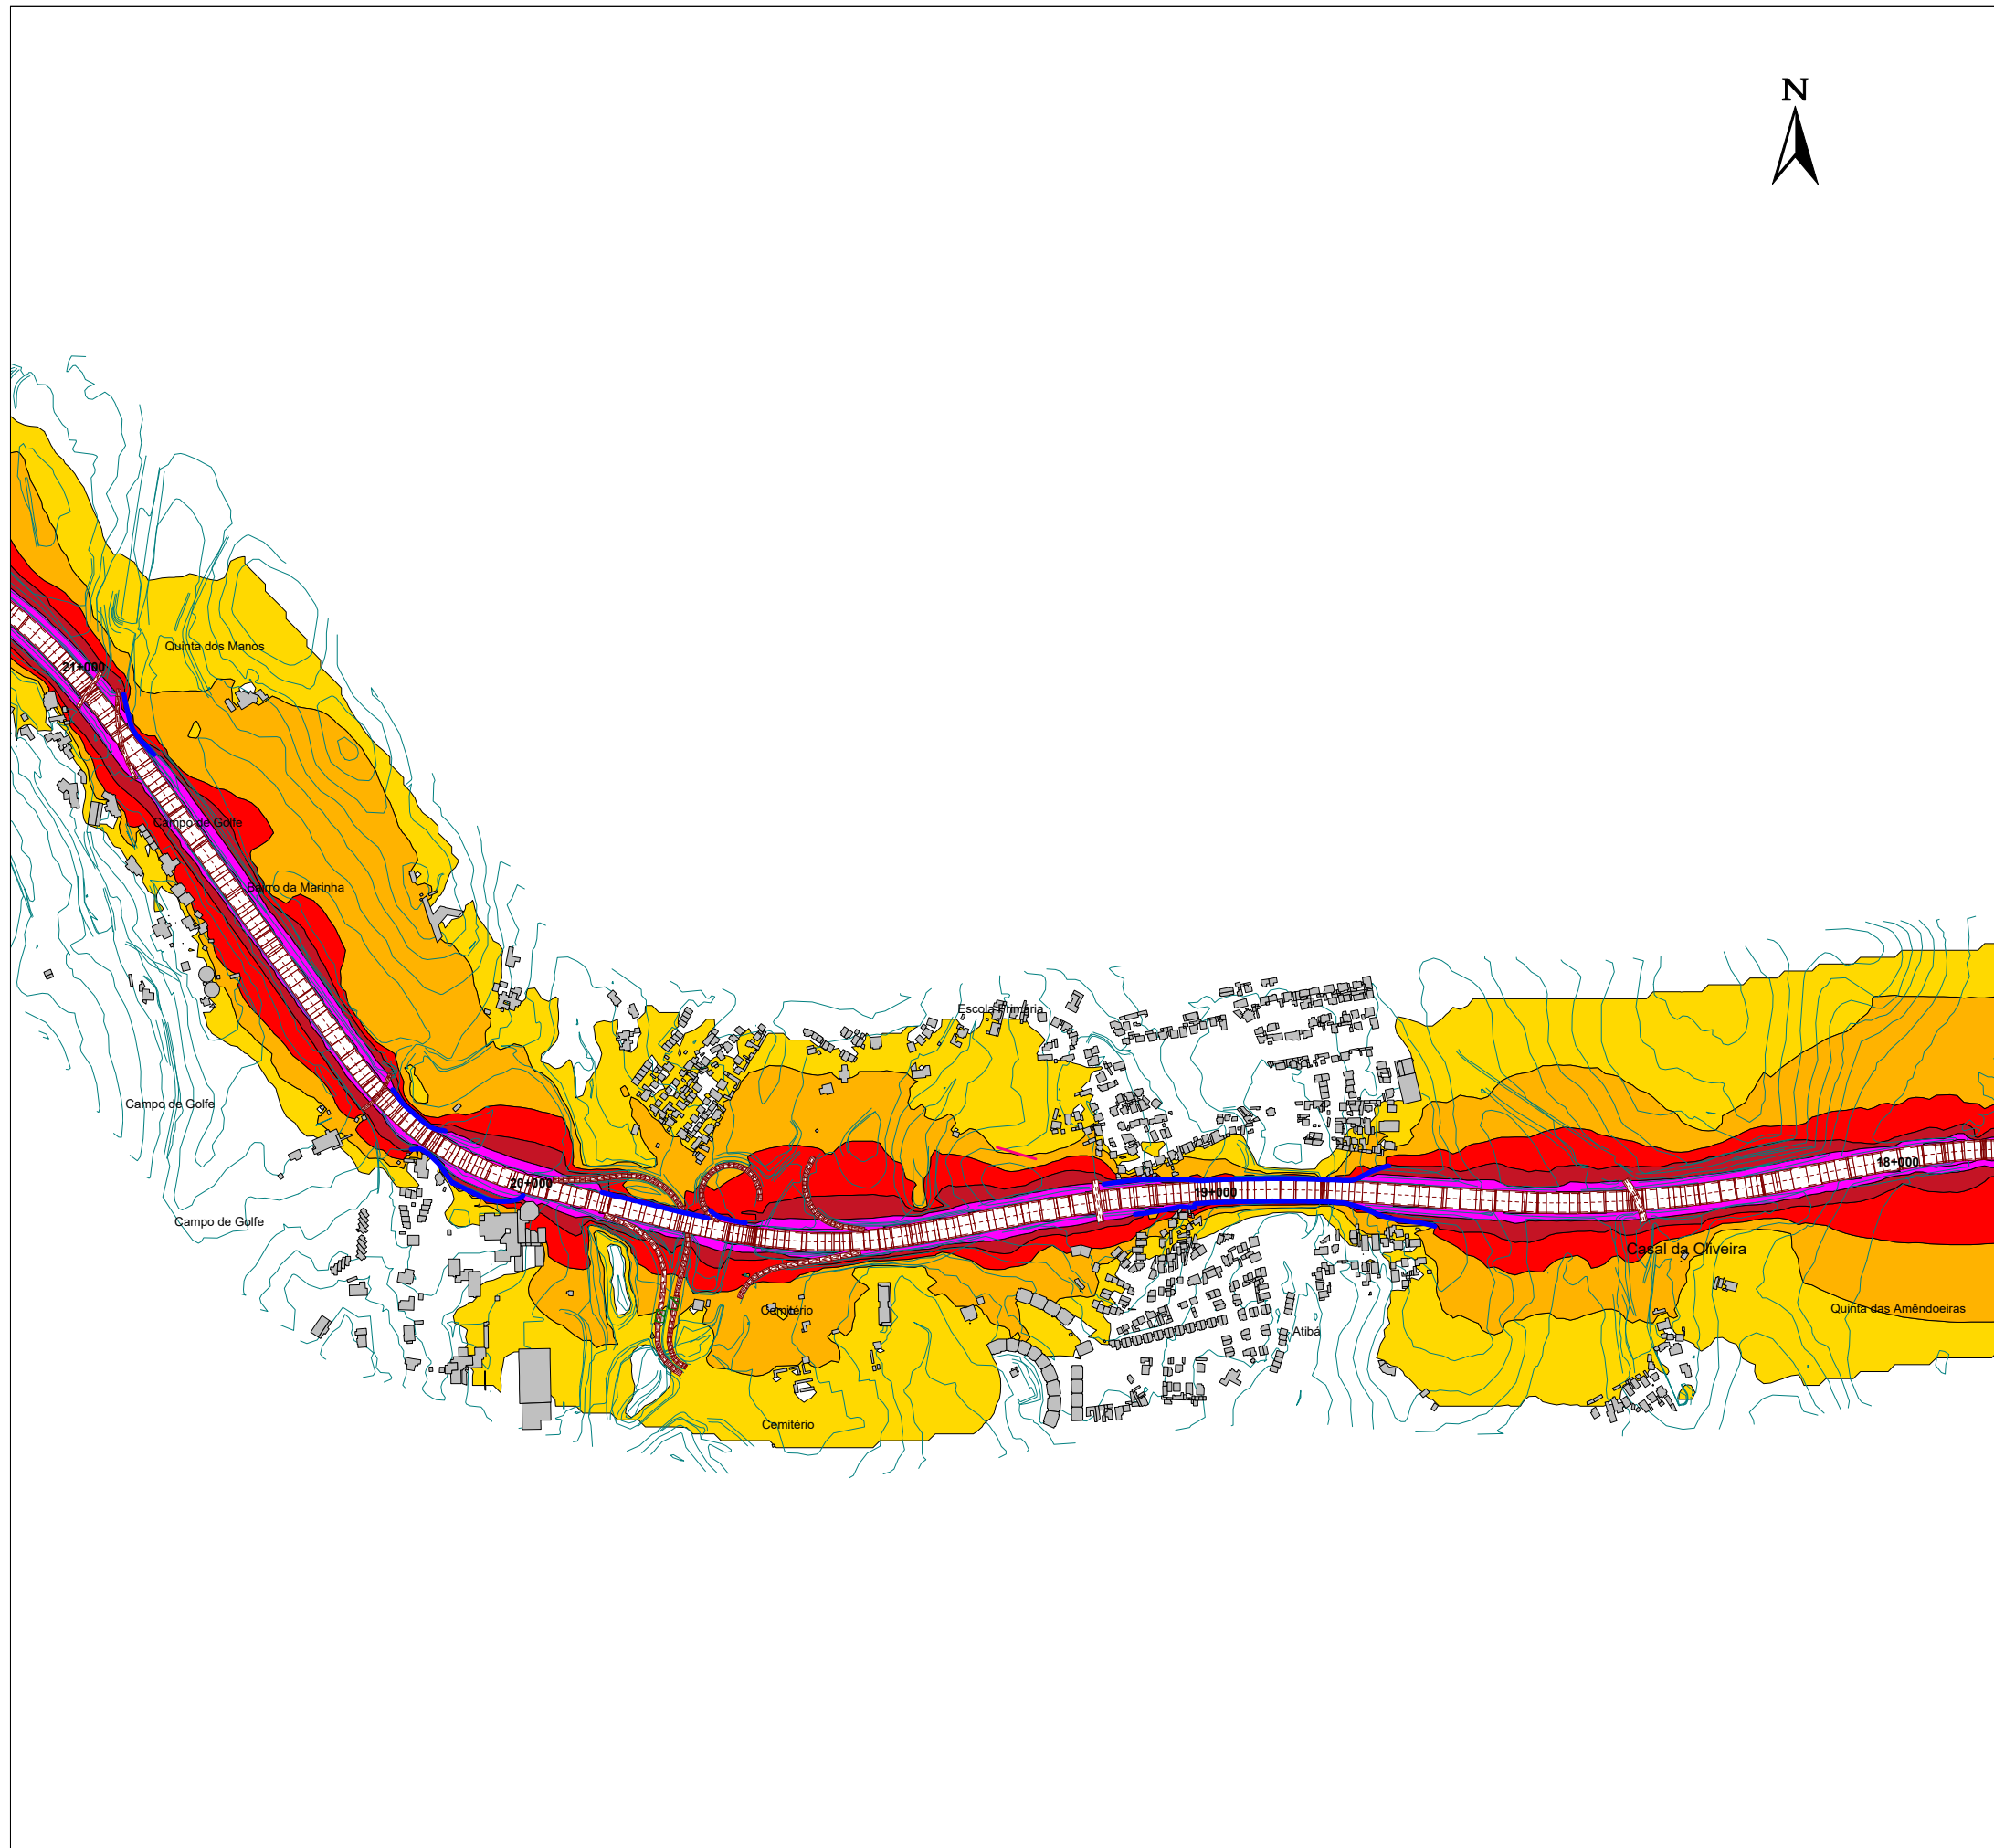 N
Quinta dos Manos
21+000
Campo de Golfe
Bairro da Marinha
Escola Primária
Campo de Golfe
18+000
20+000
19+000
Campo de Golfe
Casal da Oliveira
Cemitério
Quinta das Amêndoeiras
Atibá
Cemitério